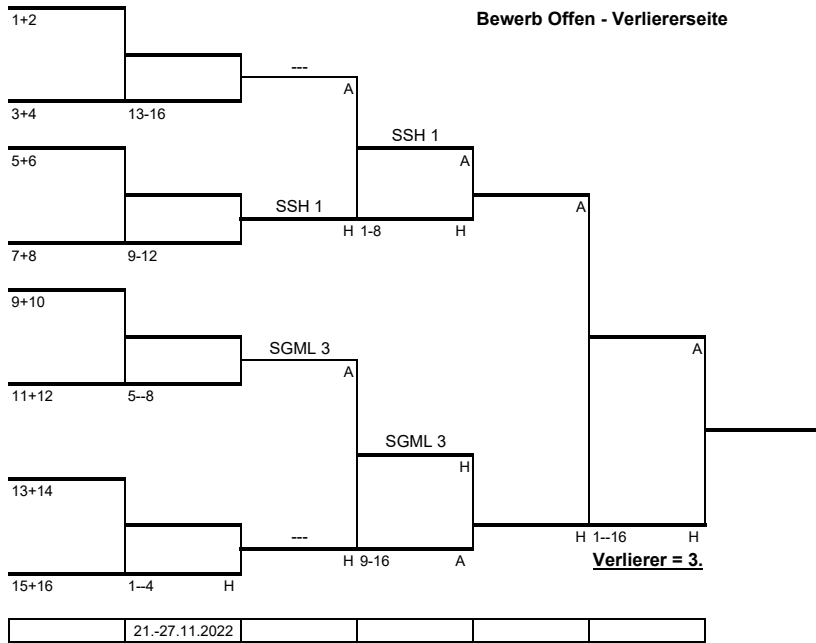 Bewerb Offen - Verliererseite
1+2
---
A
3+4 13-16
SSH 1
5+6 A
SSH 1 A
H 1-8 H
7+8 9-12
9+10
SGML 3 A
A
11+12 5--8
SGML 3
H
13+14
--- H 1--16 H
H 9-16 A Verlierer = 3.
15+16 1--4 H
21.-27.11.2022